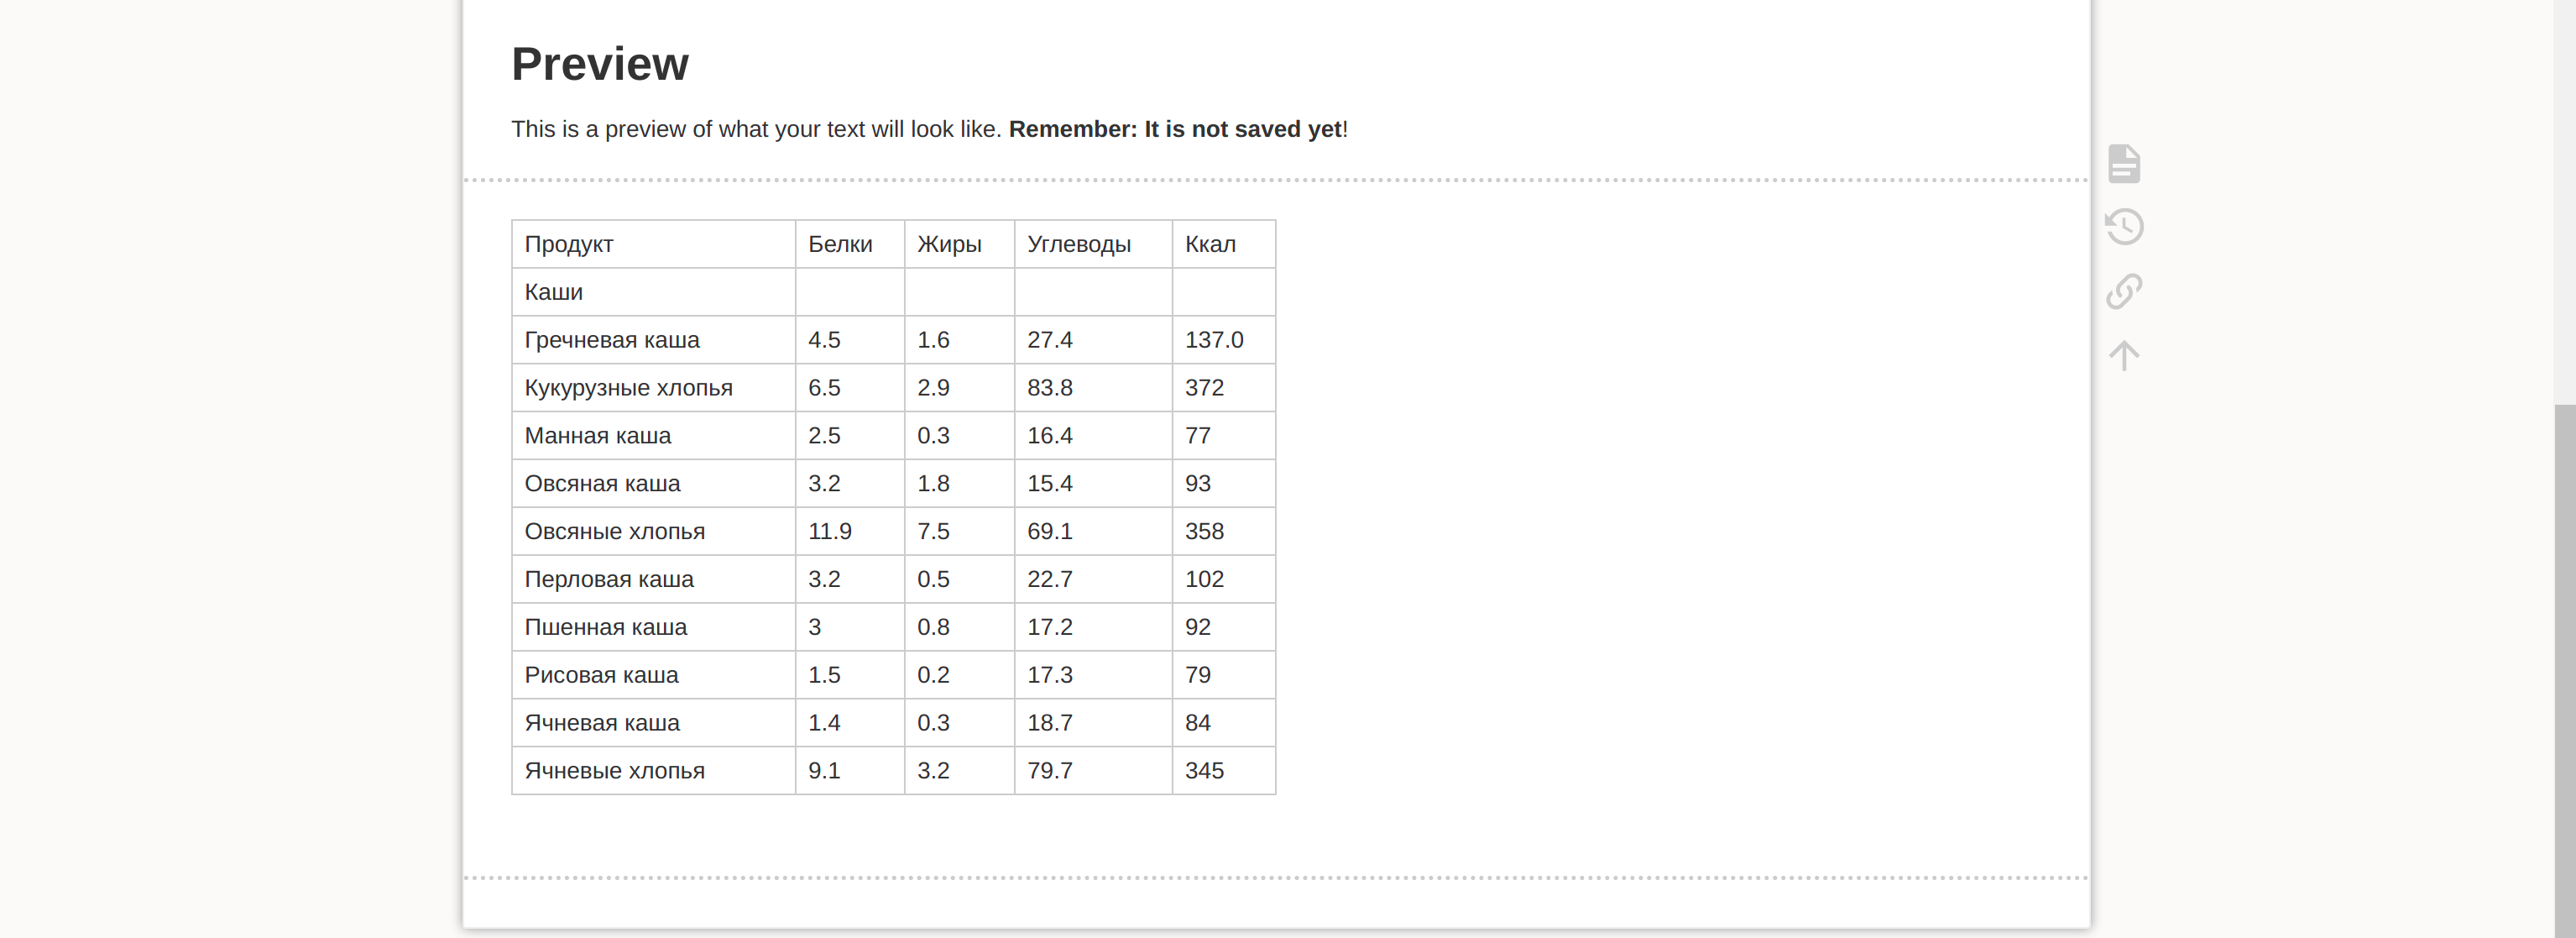 Preview
This is a preview of what your text will look like. Remember: It is not saved yet!
Продукт Белки Жиры Углеводы Ккал
Каши
Гречневая каша 4.5 1.6 27.4 137.0
Кукурузные хлопья 6.5 2.9 83.8 372
Манная каша 2.5 0.3 16.4 77
Овсяная каша 3.2 1.8 15.4 93
Овсяные хлопья 11.9 7.5 69.1 358
Перловая каша 3.2 0.5 22.7 102
Пшенная каша 3 0.8 17.2 92
Рисовая каша 1.5 0.2 17.3 79
Ячневая каша 1.4 0.3 18.7 84
Ячневые хлопья 9.1 3.2 79.7 345